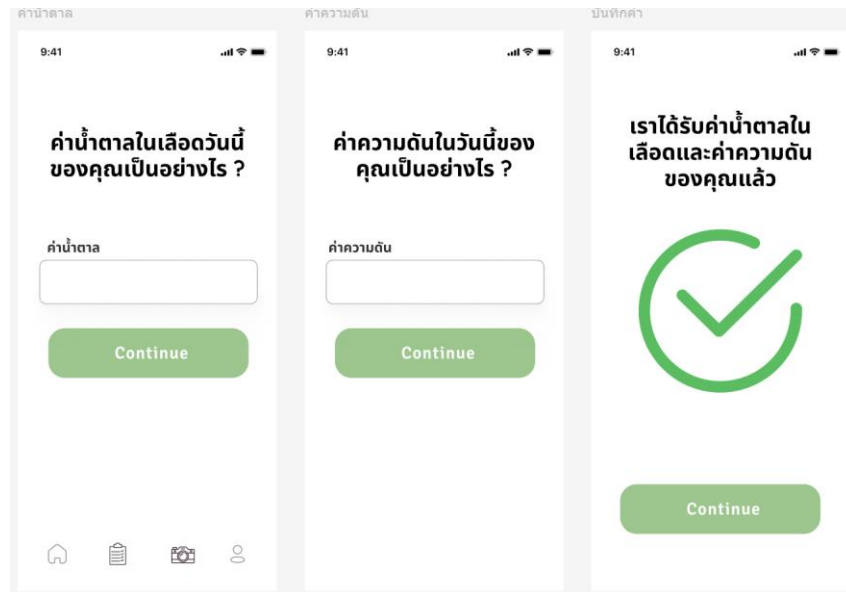 ค่าน้ำตาล
9:41
ค่าน้ำตาลในเลือดวันนี้
ของคุณเป็นอย่างไร ?
ค่าน้ำตาล
Continue
ค่าความดัน
9:41
ค่าความดันในวันนี้ของ
คุณเป็นอย่างไร ?
ค่าความดัน
Continue
บันทึกค่า
9:41
เราได้รับค่าน้ำตาลใน
เลือดและค่าความดัน
ของคุณแล้ว
Continue